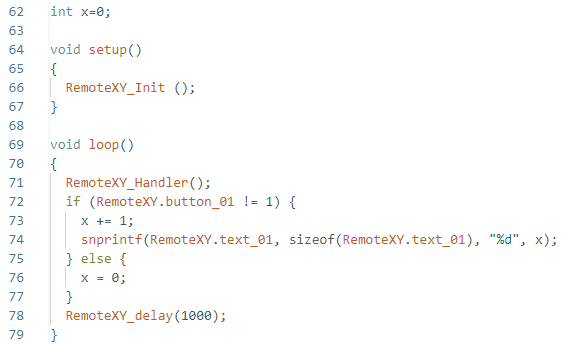 62 int x=0;
63
64 void setup()
65 {
66 RemoteXY_Init ();
67 }
68
69 void loop()
70 {
71 RemoteXY_Handler();
72 if (RemoteXY.button_01 != 1) {
73 x += 1;
74 snprintf(RemoteXY.text_01, sizeof(RemoteXY.text_01), "%d", x);
75 } else {
76 x = 0;
77 }
78 RemoteXY_delay(1000);
79 }